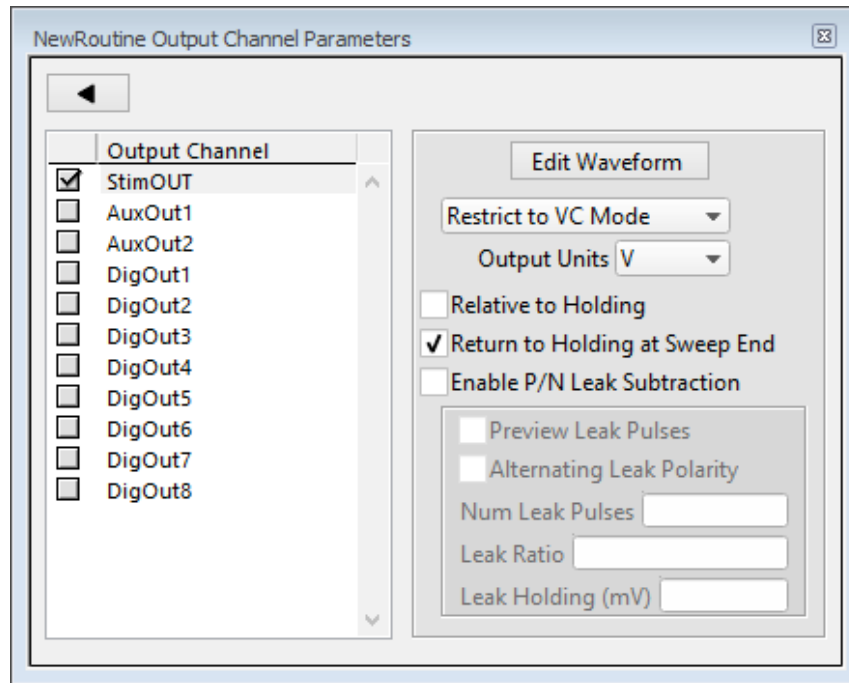 NewRoutine Output Channel Parameters
Output Channel
StimOUT
AuxOut1
AuxOut2
DigOut1
DigOut2
DigOut3
DigOut4
DigOut5
DigOut6
DigOut7
DigOut8
Edit Waveform
Restrict to VC Mode
Output Units V
Relative to Holding
Return to Holding at Sweep End
Enable P/N Leak Subtraction
Preview Leak Pulses
Alternating Leak Polarity
Num Leak Pulses
Leak Ratio
Leak Holding (mV)